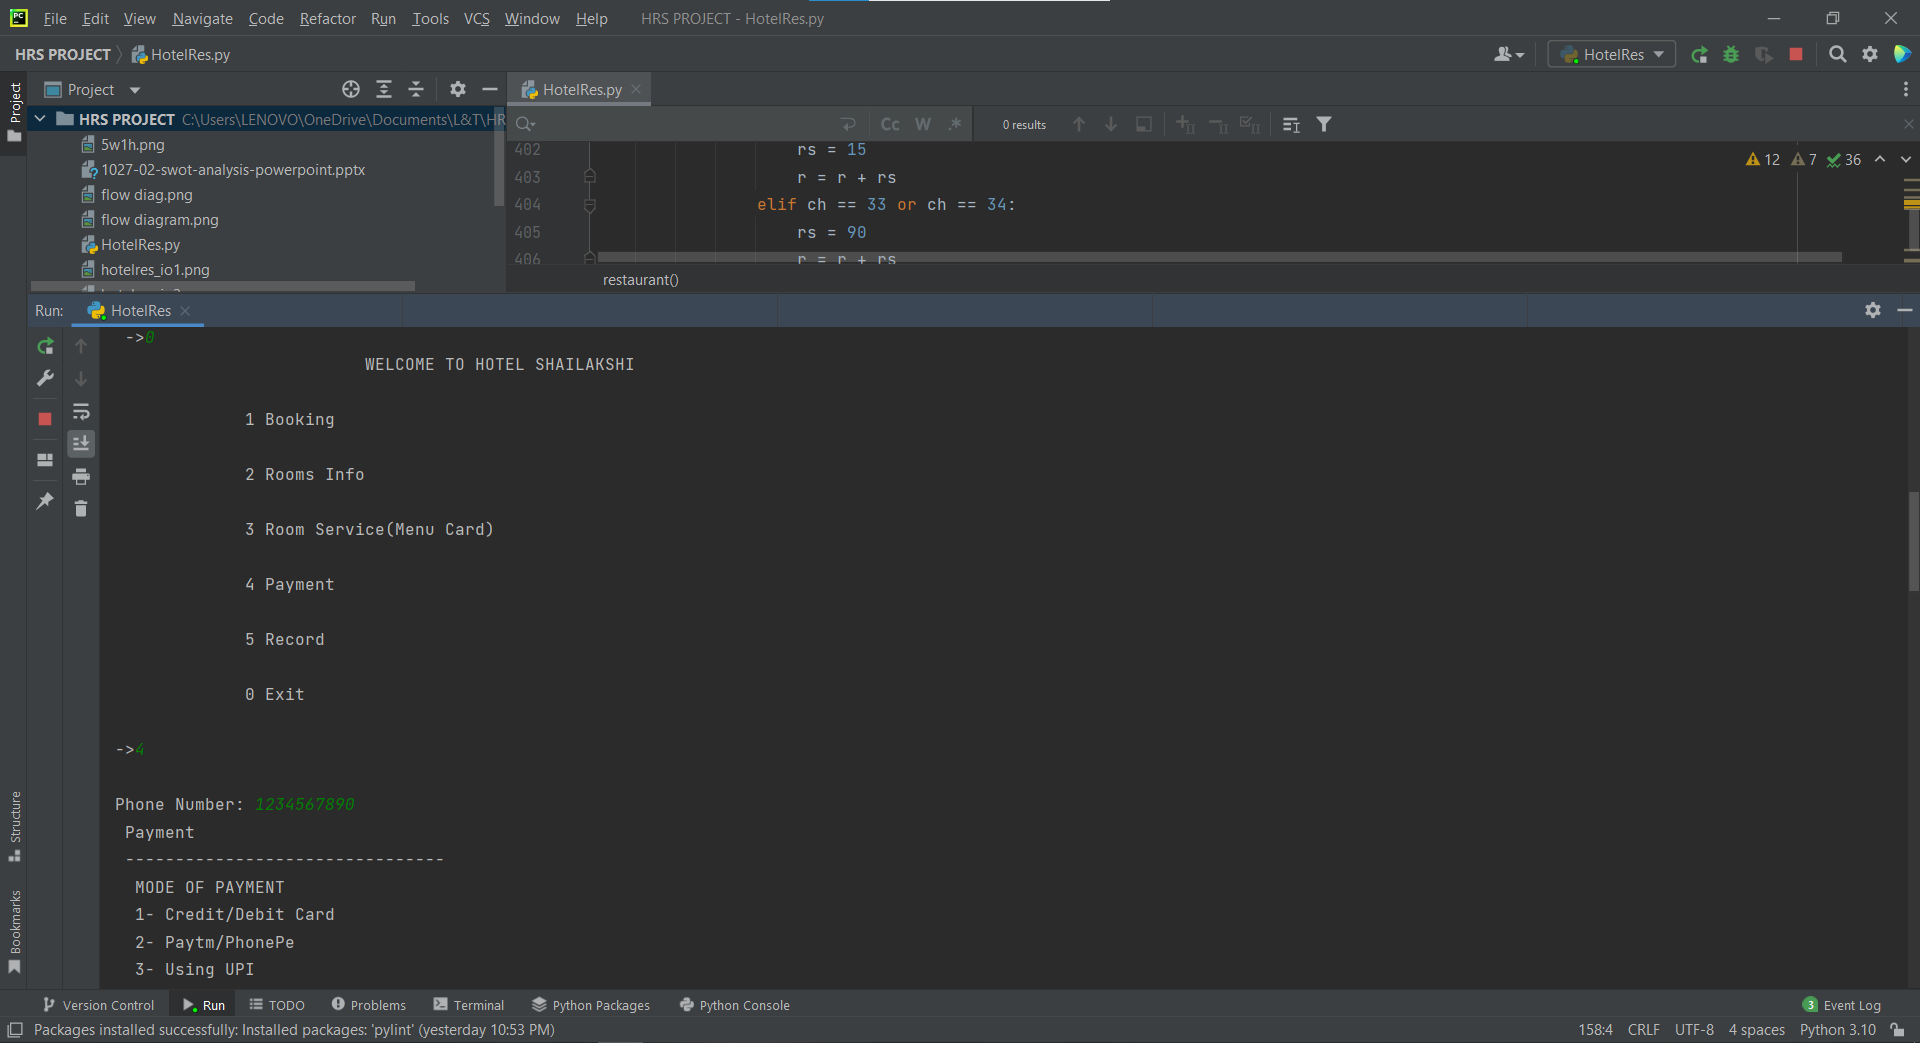 File Edit View Navigate Code Refactor Run Tools VCS Window Help HRS PROJECT - HotelRes.py
HRS PROJECT HotelRes.py HotelRes
Project
Project HotelRes.py
HRS PROJECT C:\Users\LENOVO\OneDrive\Documents\L&T\HR
Cc W .* 0 results
5w1h.png
1027-02-swot-analysis-powerpoint.pptx
flow diag.png
flow diagram.png
HotelRes.py
hotelres_io1.png
402 rs = 15
12 7 36
403 r = r + rs
404 elif ch == 33 or ch == 34:
405 rs = 90
406 r = r + rs
restaurant()
Run: HotelRes
->0
WELCOME TO HOTEL SHAILAKSHI
1 Booking
2 Rooms Info
3 Room Service(Menu Card)
4 Payment
5 Record
0 Exit
->4
Phone Number: 1234567890
Payment
--------------------------------
MODE OF PAYMENT
1- Credit/Debit Card
2- Paytm/PhonePe
3- Using UPI
Structure
Bookmarks
Version Control Run TODO Problems Terminal Python Packages Python Console 3 Event Log
Packages installed successfully: Installed packages: 'pylint' (yesterday 10:53 PM) 158:4 CRLF UTF-8 4 spaces Python 3.10